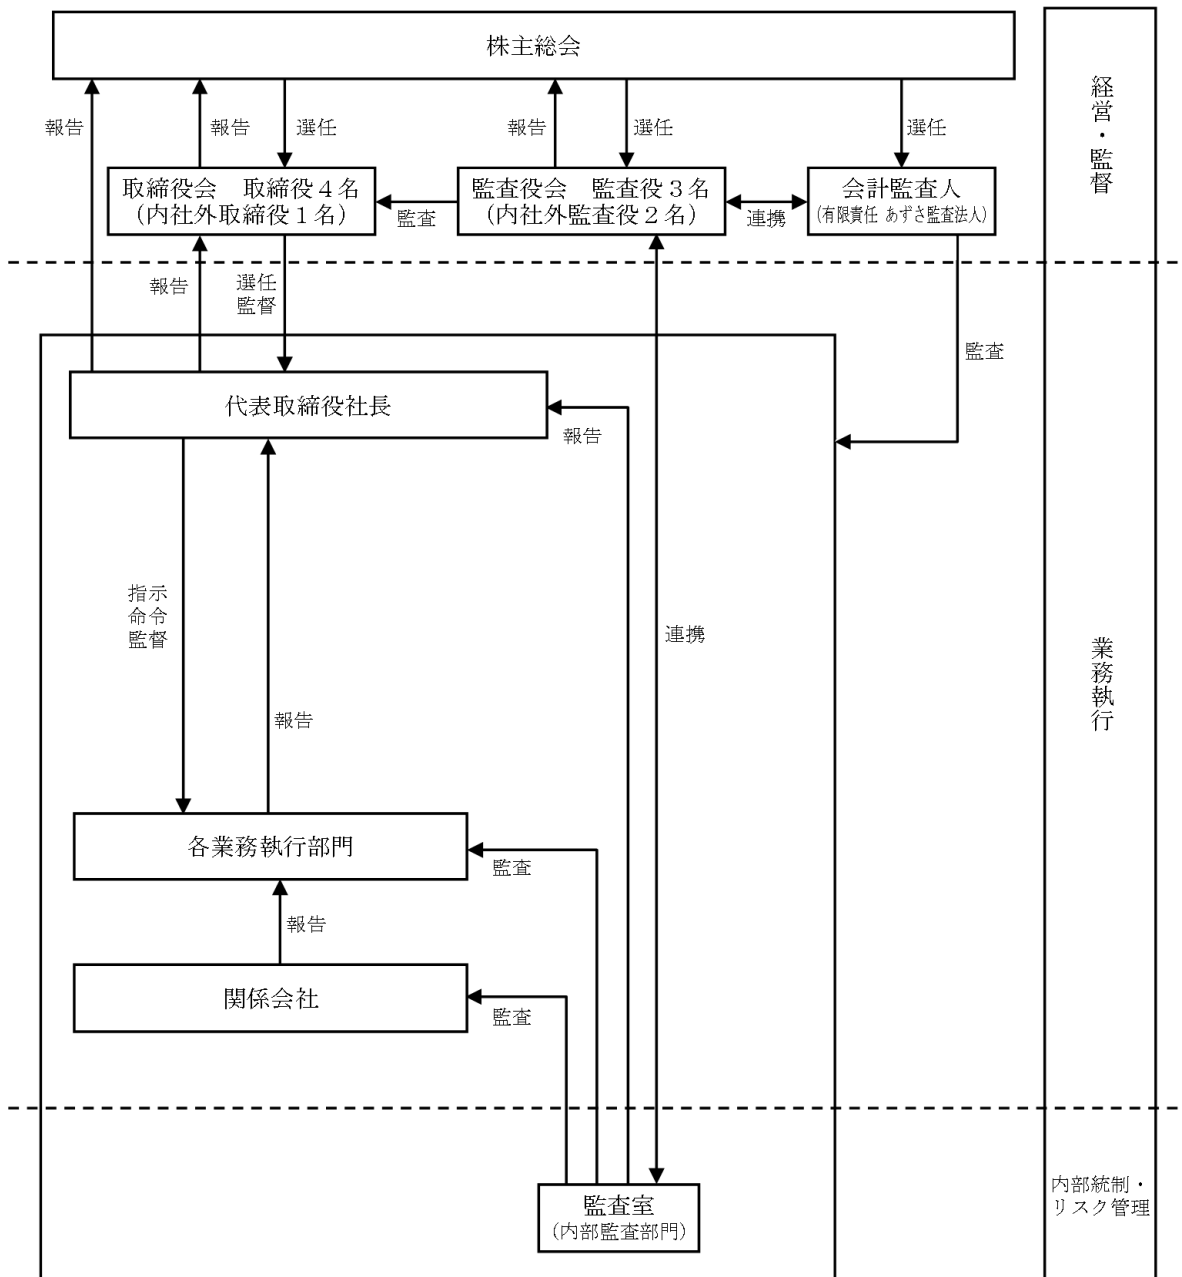 株主総会
経営・監督
報告
報告
選任
報告
選任
選任
取締役会　取締役４名
（内社外取締役１名）
監査
監査役会　監査役３名
（内社外監査役２名）
連携
会計監査人
（有限責任 あずさ監査法人）
報告
選任
監督
監査
代表取締役社長
報告
指示
命令
監督
連携
業務執行
報告
各業務執行部門
監査
報告
関係会社
監査
監査室
（内部監査部門）
内部統制・
リスク管理